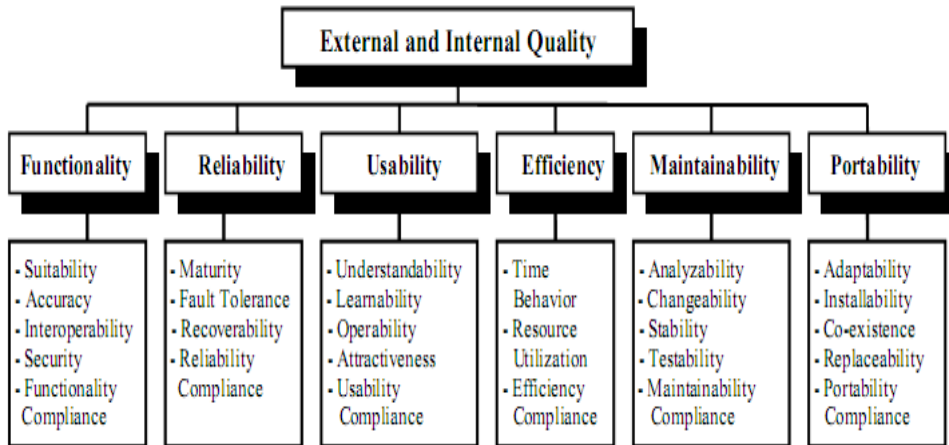 External and Internal Quality
Functionality
Reliability
Usability
Efficiency
Maintainability
Portability
- Suitability
- Accuracy
- Interoperability
- Security
- Functionality
Compliance
- Maturity
- Fault Tolerance
- Recoverability
- Reliability
Compliance
- Understandability
- Learnability
- Operability
- Attractiveness
- Usability
Compliance
- Time
Behavior
- Resource
Utilization
- Efficiency
Compliance
- Analyzability
- Changeability
- Stability
- Testability
- Maintainability
Compliance
- Adaptability
- Installability
- Co-existence
- Replaceability
- Portability
Compliance